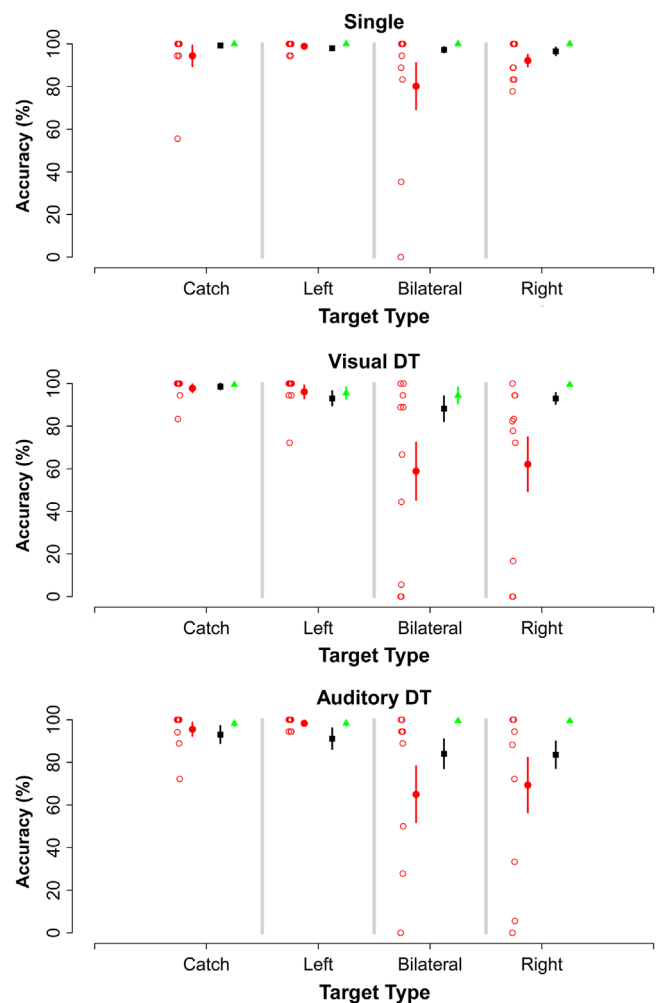 Single
Accuracy (%)
100
80
60
40
20
0
Catch Left Bilateral Right
Target Type
Visual DT
Accuracy (%)
100
80
60
40
20
0
Catch Left Bilateral Right
Target Type
Auditory DT
Accuracy (%)
100
80
60
40
20
0
Catch Left Bilateral Right
Target Type